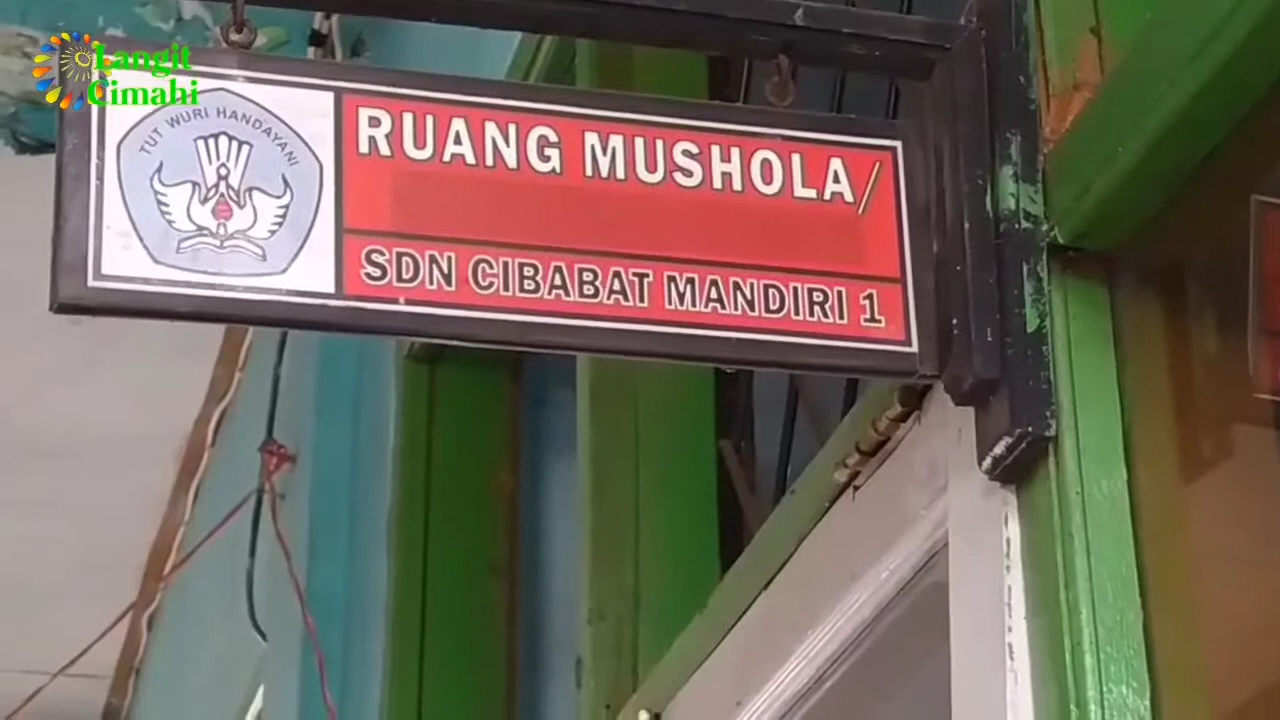 Langit
Cimahi
TUT WURI HANDAYANI
RUANG MUSHOLA/
SDN CIBABAT MANDIRI 1